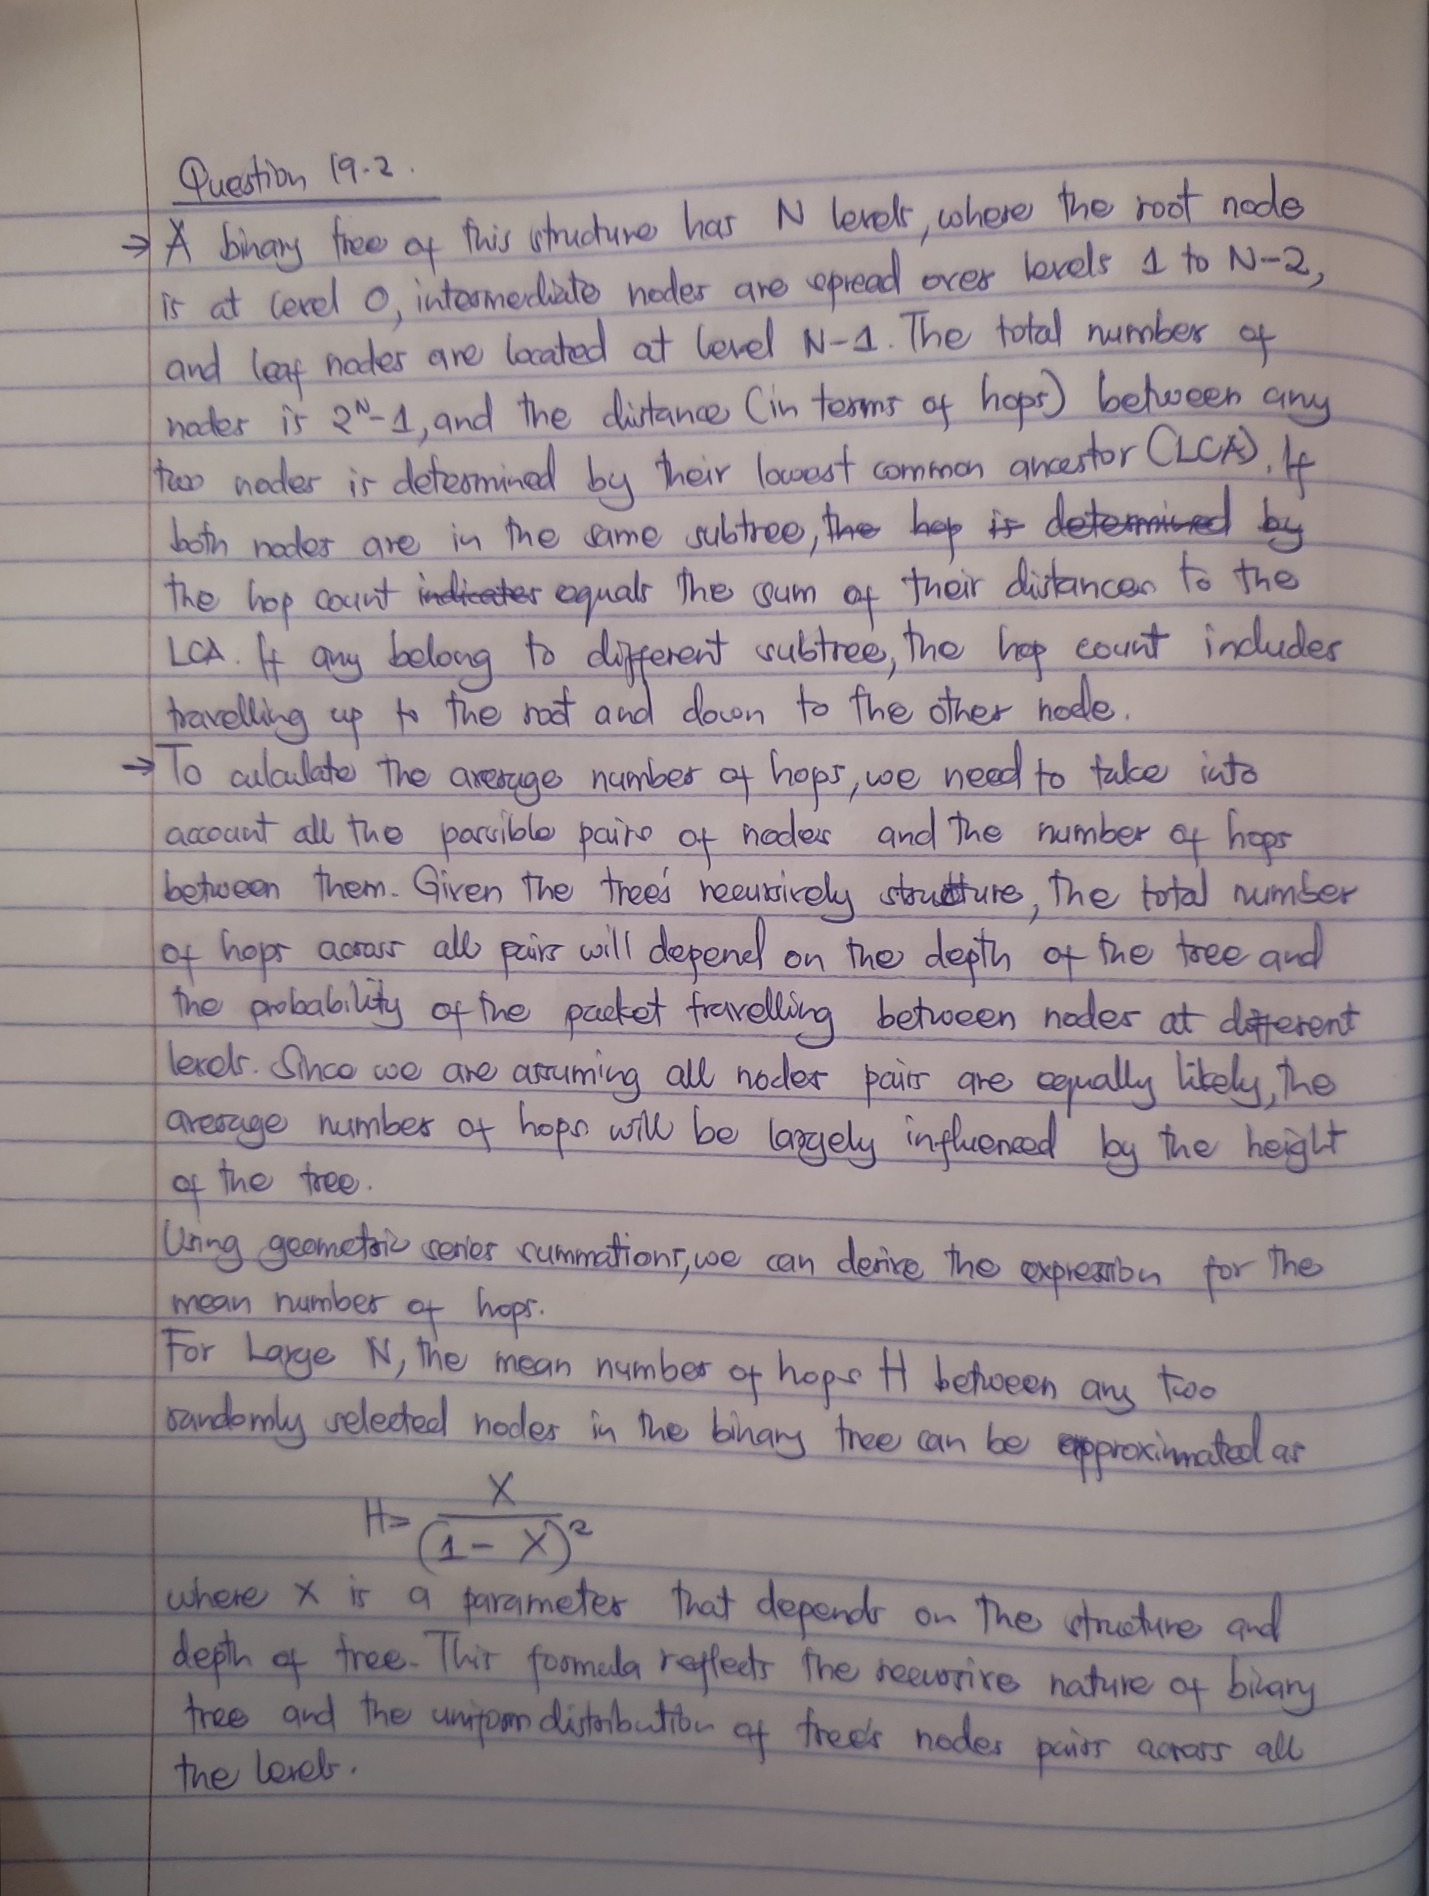 Question 19.2.
→ A binary tree of this structure has N levels, where the root node
is at level 0, intermediate nodes are spread over levels 1 to N-2,
and leaf nodes are located at level N-1. The total number of
nodes is 2^N-1, and the distance (in terms of hops) between any
two nodes is determined by their lowest common ancestor (LCA). If
both nodes are in the same subtree, the hop is determined by
the hop count indicates equals the sum of their distances to the
LCA. If any belong to different subtree, the hop count includes
travelling up to the root and down to the other node.
→ To calculate the average number of hops, we need to take into
account all the possible pairs of nodes and the number of hops
between them. Given the tree's recursively structure, the total number
of hops across all pairs will depend on the depth of the tree and
the probability of the packet travelling between nodes at different
levels. Since we are assuming all nodes pairs are equally likely, the
average number of hops will be largely influenced by the height
of the tree.
Using geometric series summations, we can derive the expression for the
mean number of hops.
For Large N, the mean number of hops H between any two
randomly selected nodes in the binary tree can be approximated as
H= X / (1 - X)^2
where X is a parameter that depends on the structure and
depth of tree. This formula reflects the recursive nature of binary
tree and the uniform distribution of tree's nodes pairs across all
the levels.